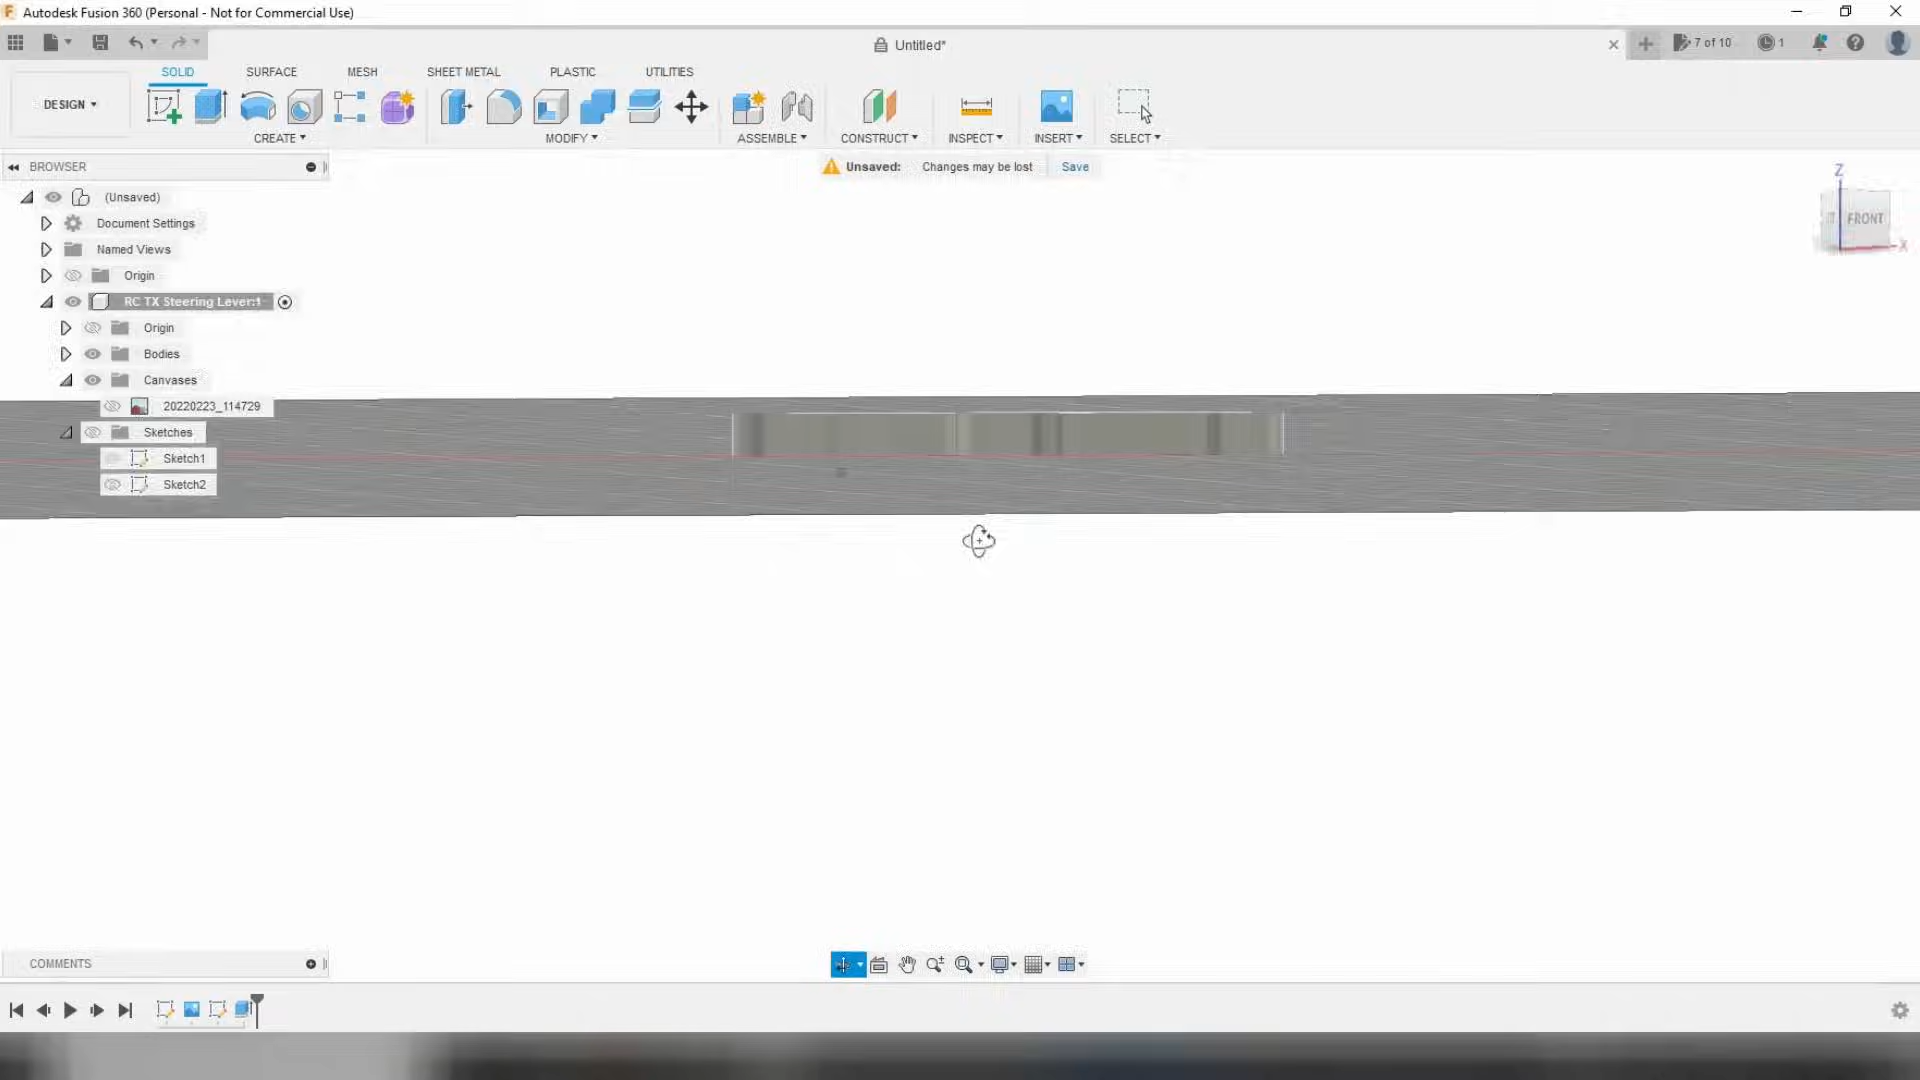 Autodesk Fusion 360 (Personal - Not for Commercial Use)
Untitled*
7 of 10
1
DESIGN
SOLID
SURFACE
MESH
SHEET METAL
PLASTIC
UTILITIES
CREATE
MODIFY
ASSEMBLE
CONSTRUCT
INSPECT
INSERT
SELECT
BROWSER
Unsaved: Changes may be lost Save
(Unsaved)
Document Settings
Named Views
Origin
RC TX Steering Lever:1
Origin
Bodies
Canvases
20220223_114729
Sketches
Sketch1
Sketch2
Z
FRONT
X
COMMENTS